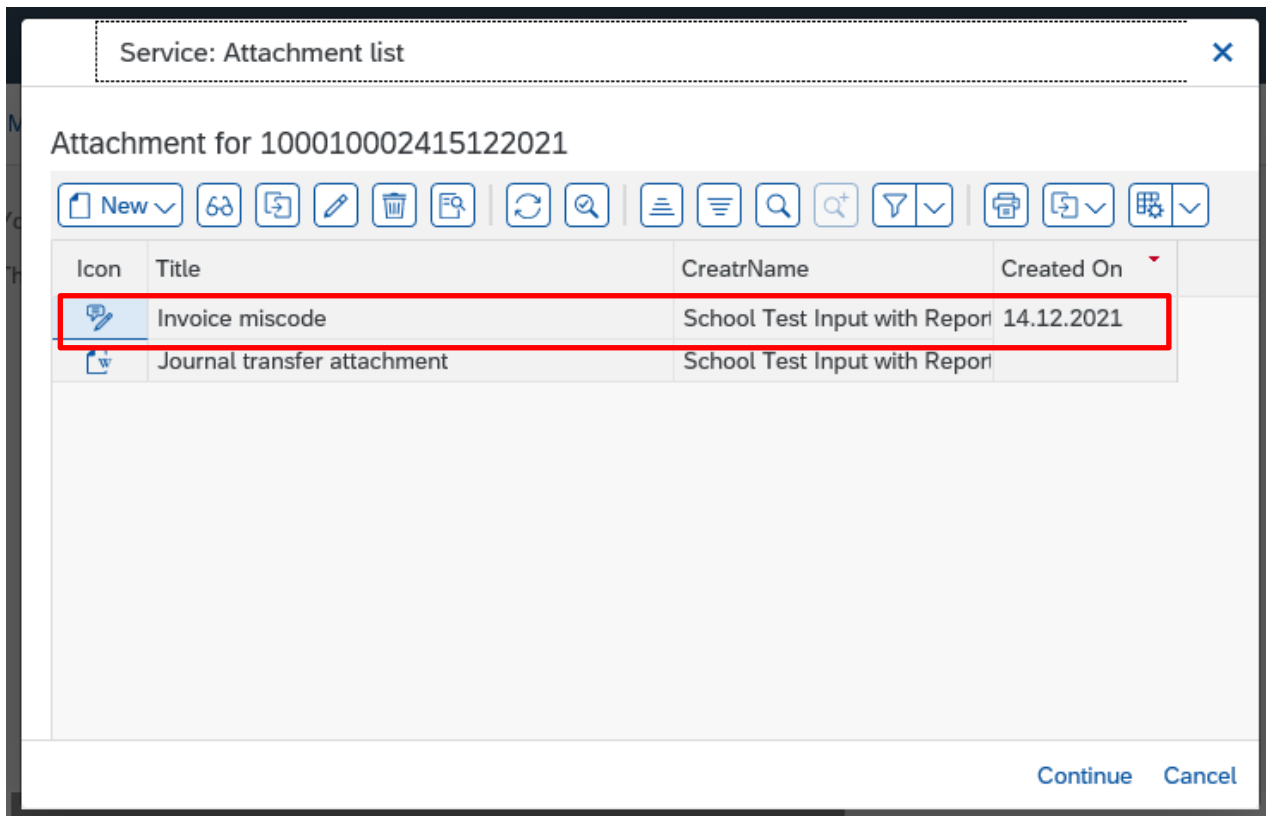 Service: Attachment list
Attachment for 100010002415122021
New
Icon Title CreatrName Created On
Invoice miscode School Test Input with Report 14.12.2021
Journal transfer attachment School Test Input with Report
Continue Cancel